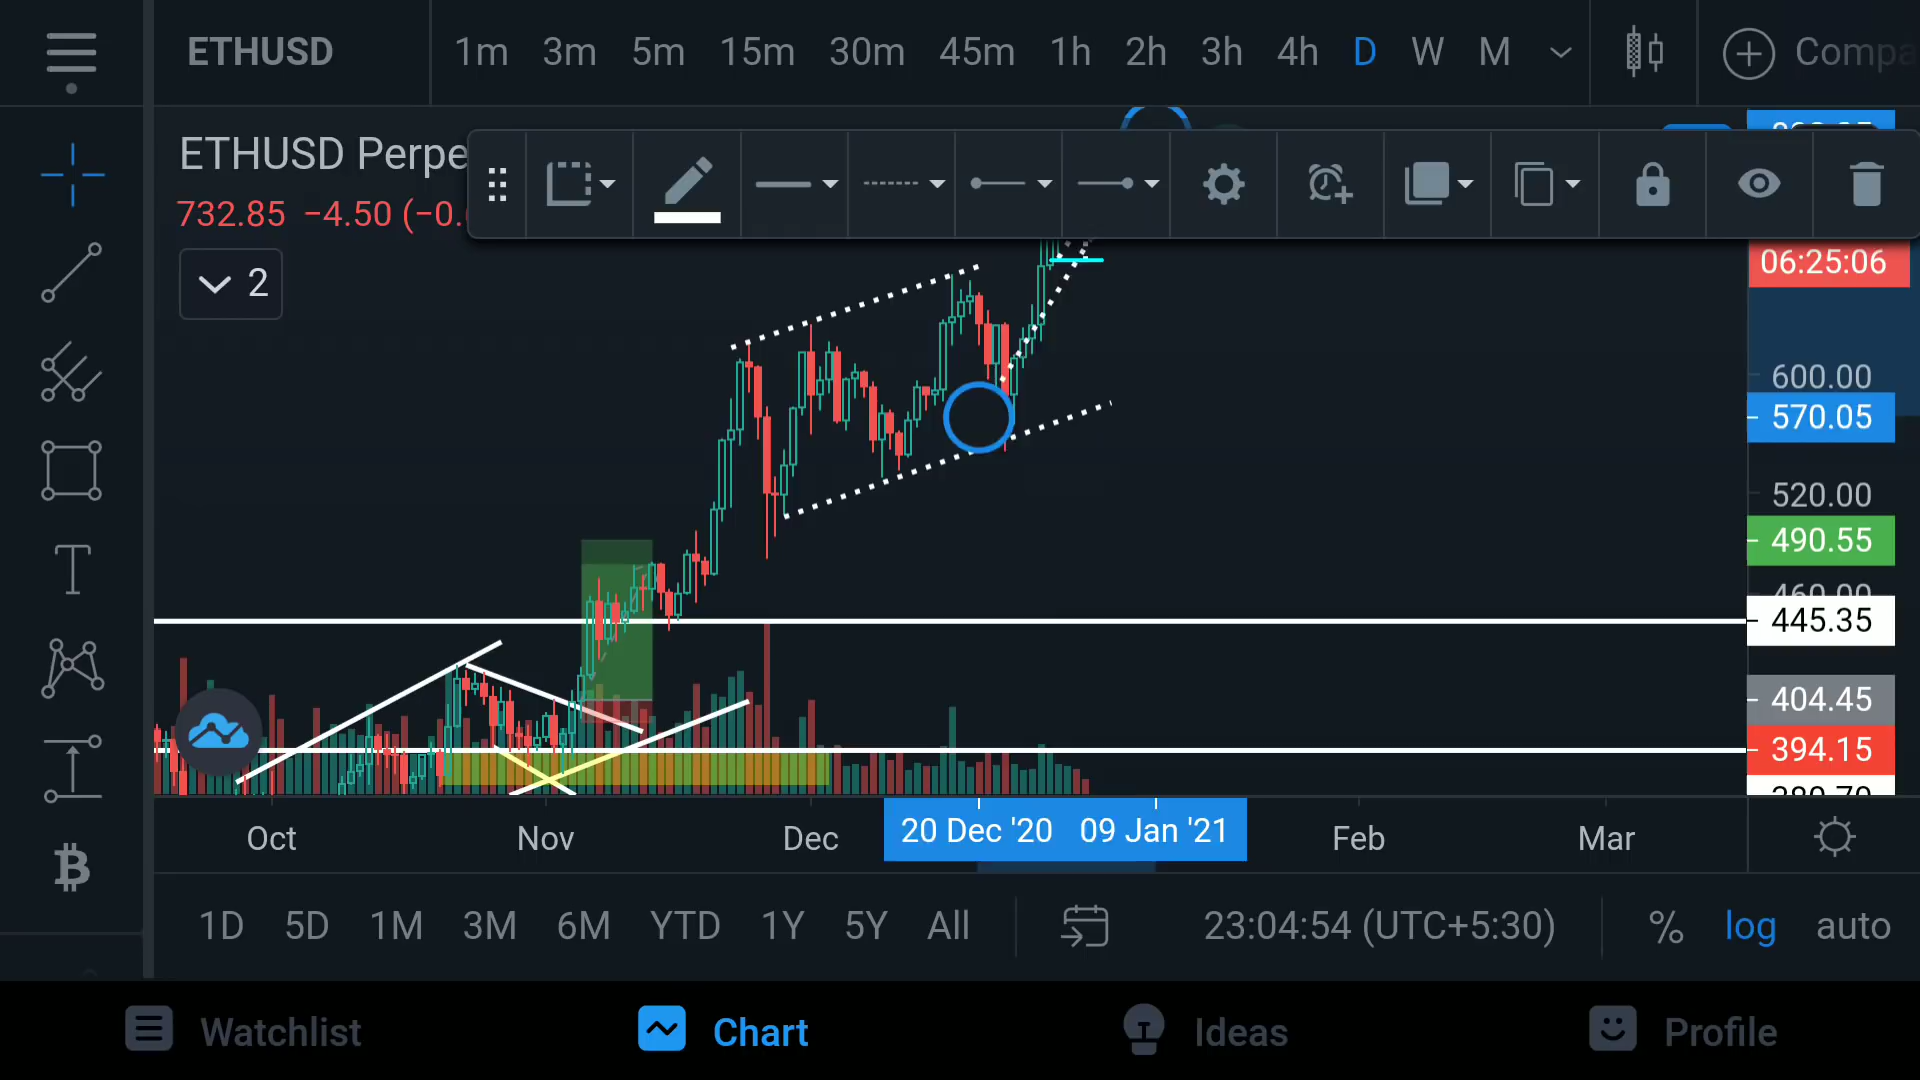 ETHUSD 1m 3m 5m 15m 30m 45m 1h 2h 3h 4h D W M
ETHUSD
732.85 −4.50
2
06:25:06
600.00
570.05
520.00
490.55
445.35
404.45
394.15
Oct Nov Dec 20 Dec '20 09 Jan '21 Feb Mar
1D 5D 1M 3M 6M YTD 1Y 5Y All 23:04:54 (UTC+5:30) % log auto
Watchlist Chart Ideas Profile